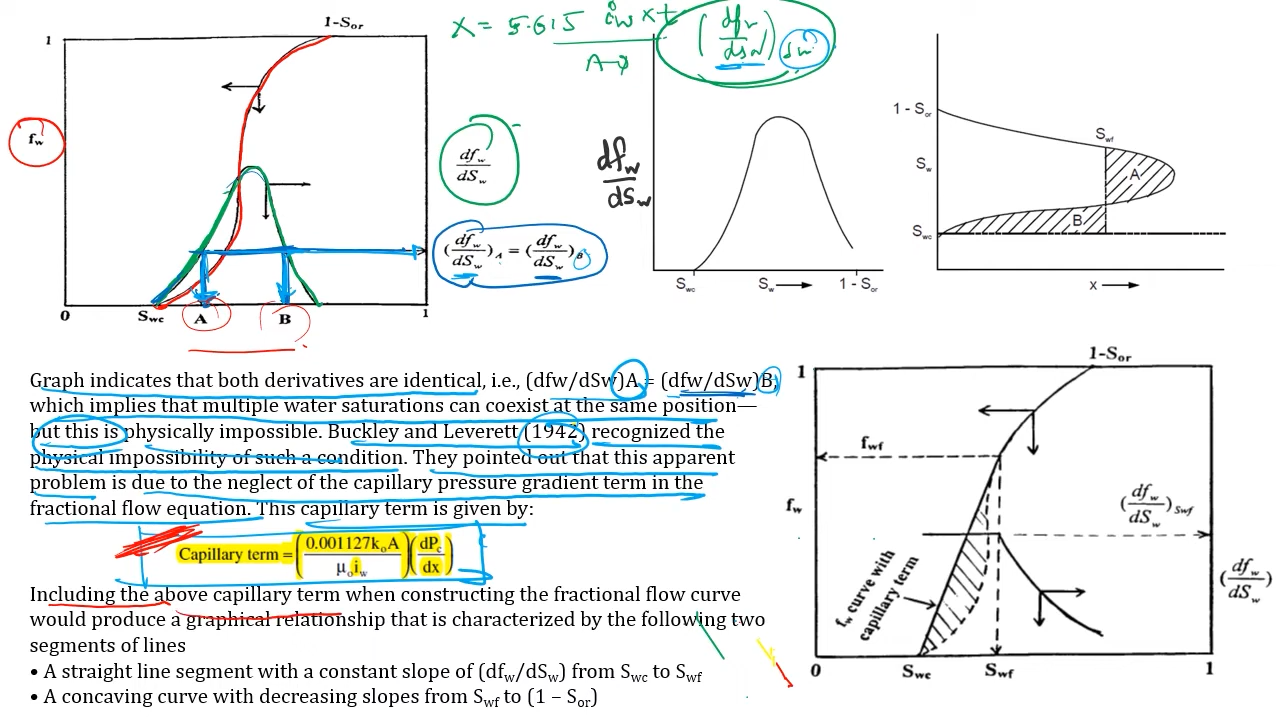 1-Sor
1
fw
0
Swc
A
B
1
x = 5.615 iw x t / Aφ (dfw/dSw) Sw
dfw/dSw
(dfw/dSw)A = (dfw/dSw)B
dfw/dSw
Swc
Sw
1 - Sor
1 - Sor
Swf
Sw
A
B
Swc
x
Graph indicates that both derivatives are identical, i.e., (dfw/dSw)A = (dfw/dSw)B,
which implies that multiple water saturations can coexist at the same position—
but this is physically impossible. Buckley and Leverett (1942) recognized the
physical impossibility of such a condition. They pointed out that this apparent
problem is due to the neglect of the capillary pressure gradient term in the
fractional flow equation. This capillary term is given by:
Capillary term = (0.001127koA / μoiw)(dPc/dx)
Including the above capillary term when constructing the fractional flow curve
would produce a graphical relationship that is characterized by the following two
segments of lines
• A straight line segment with a constant slope of (dfw/dSw) from Swc to Swf
• A concaving curve with decreasing slopes from Swf to (1 – Sor)
1-Sor
1
fwf
fw
(dfw/dSw)Swf
fw curve with
capillary term
(dfw/dSw)
0
Swc
Swf
1